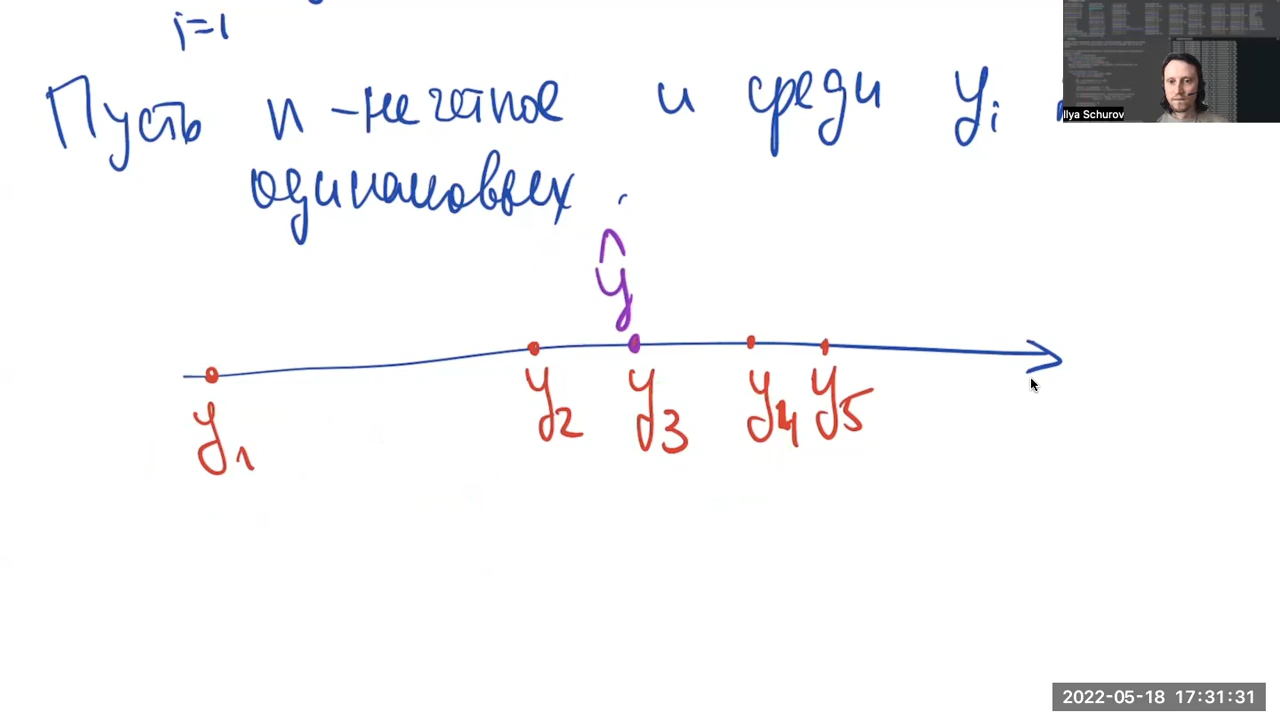 i=1
Пусть n - нечетное и среди yᵢ
одинаковых .
Ilya Schurov
ŷ
y₁ y₂ y₃ y₄ y₅
2022-05-18 17:31:31